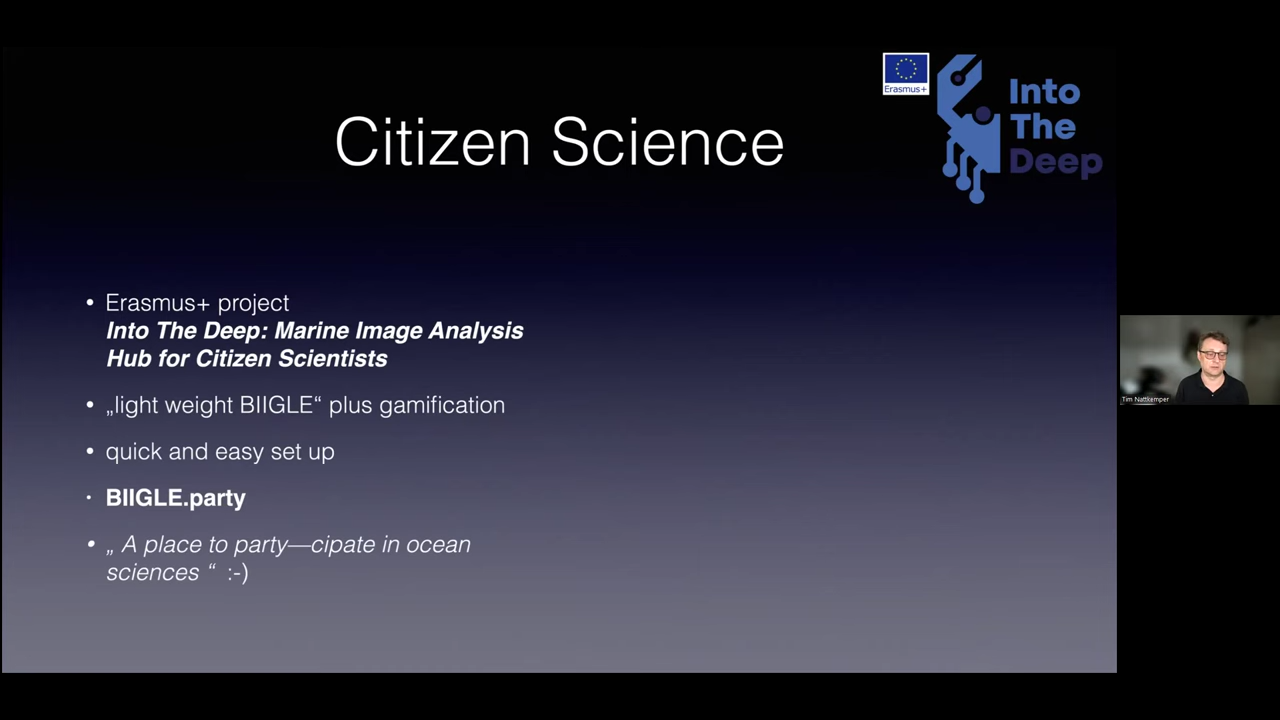 Erasmus+
Into
The
Deep
Citizen Science
• Erasmus+ project
Into The Deep: Marine Image Analysis
Hub for Citizen Scientists
• „light weight BIIGLE“ plus gamification
• quick and easy set up
• BIIGLE.party
• „ A place to party—cipate in ocean
sciences “ :-)
Tim Nattkemper